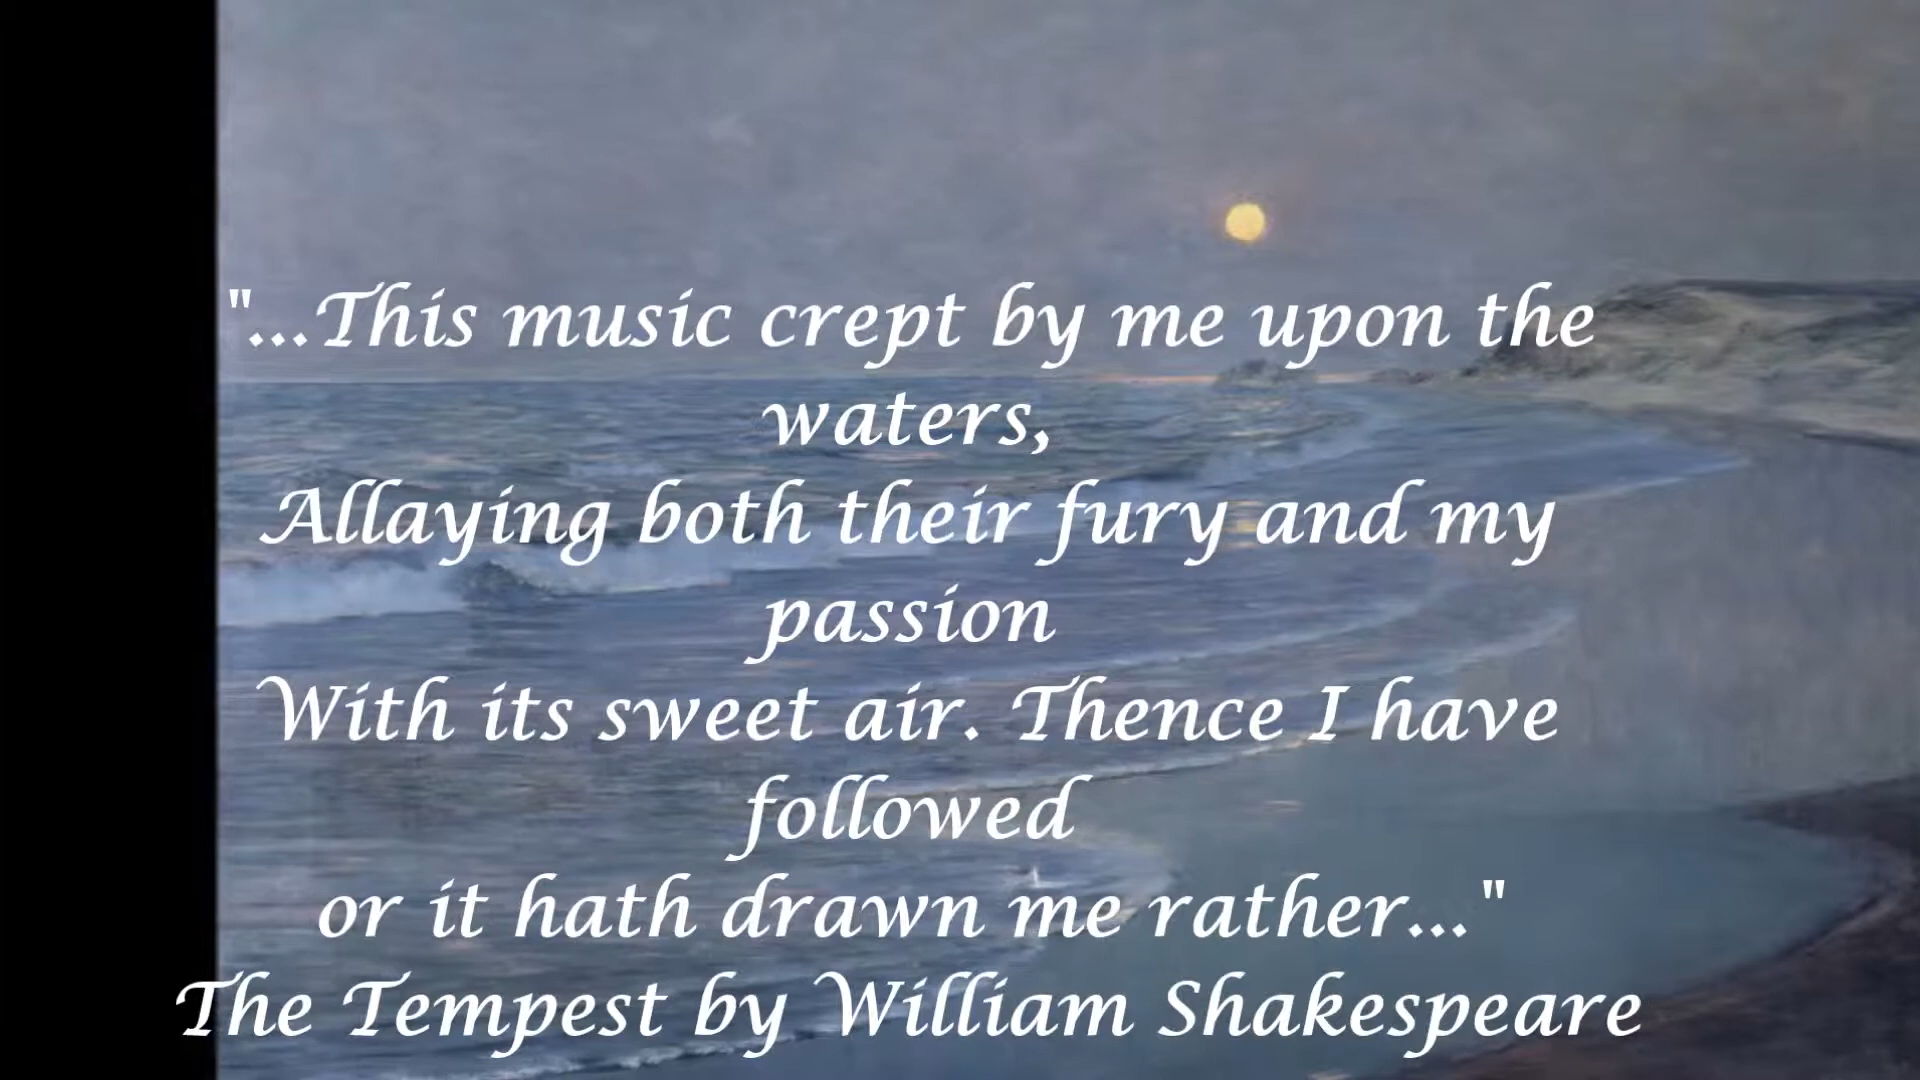 "...This music crept by me upon the
waters,
Allaying both their fury and my
passion
With its sweet air. Thence I have
followed
or it hath drawn me rather..."
The Tempest by William Shakespeare